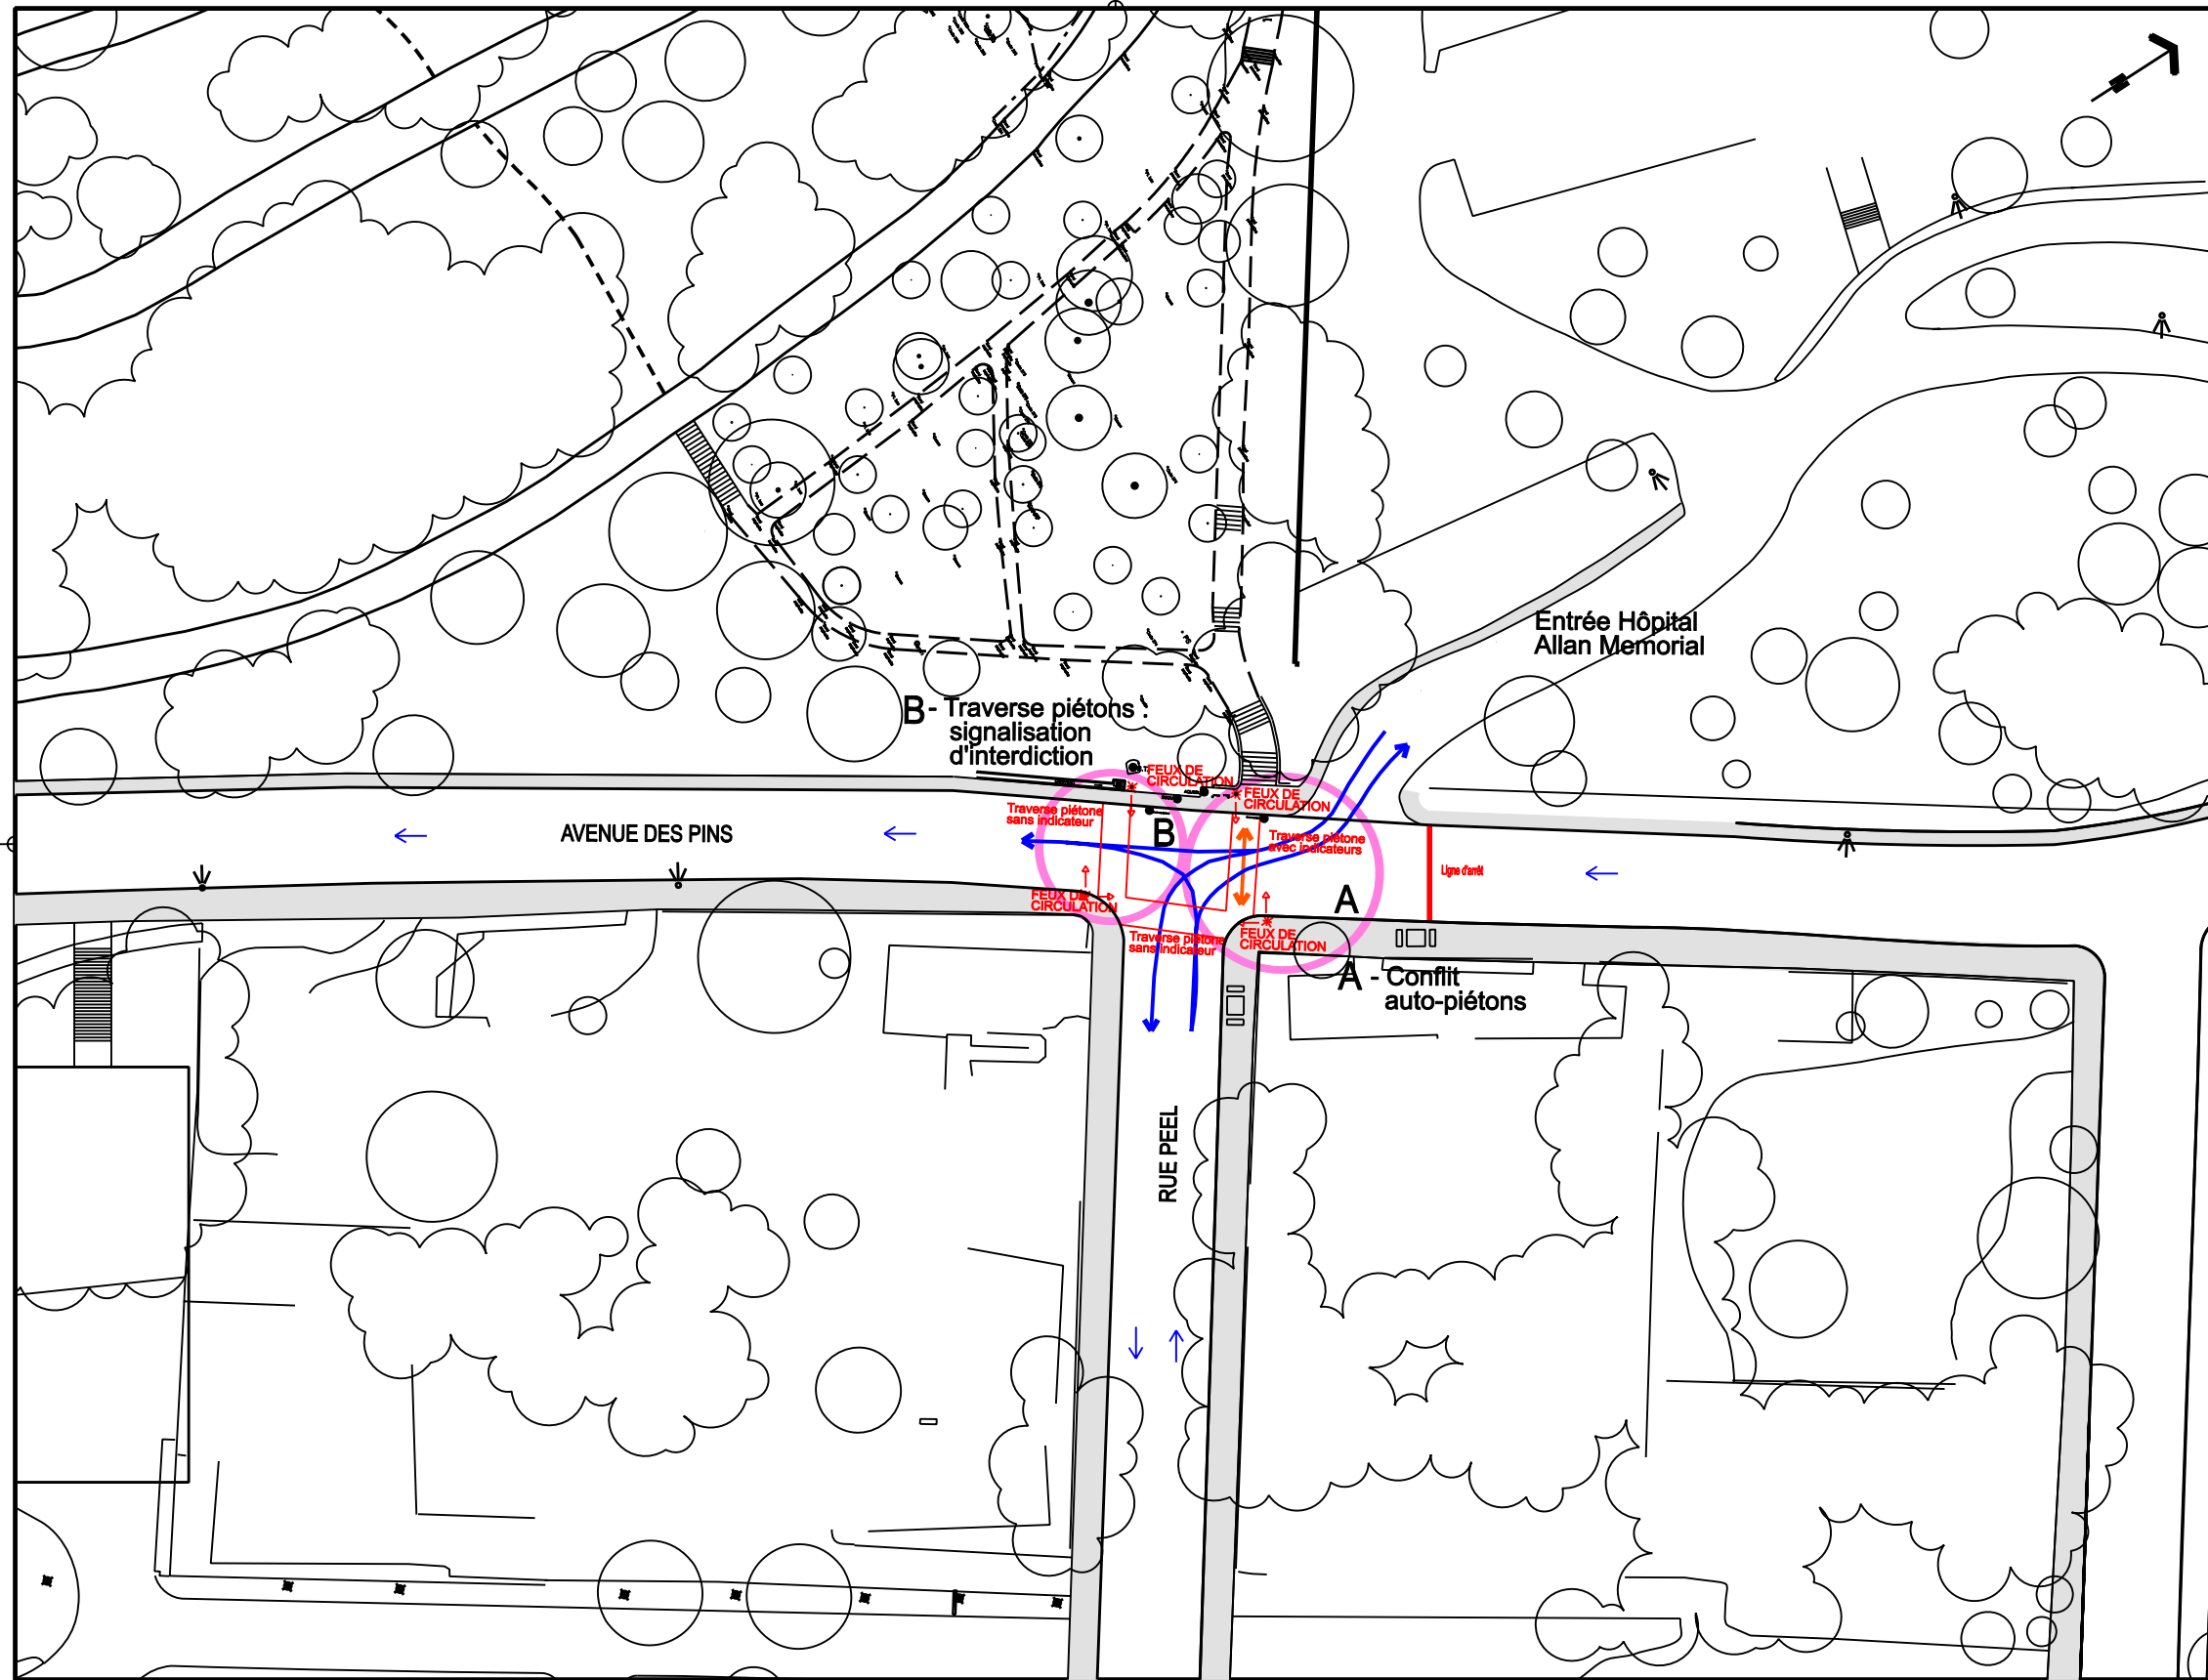 Entrée Hôpital
Allan Memorial
B - Traverse piétons :
signalisation
d'interdiction
FEUX DE
CIRCULATION
FEUX DE
CIRCULATION
Traverse piétone
sans indicateur
AVENUE DES PINS
B
Traverse piétone
avec indicateurs
Ligne d'arrêt
A
FEUX DE
CIRCULATION
FEUX DE
CIRCULATION
Traverse piétone
sans indicateur
A - Conflit
auto-piétons
RUE PEEL